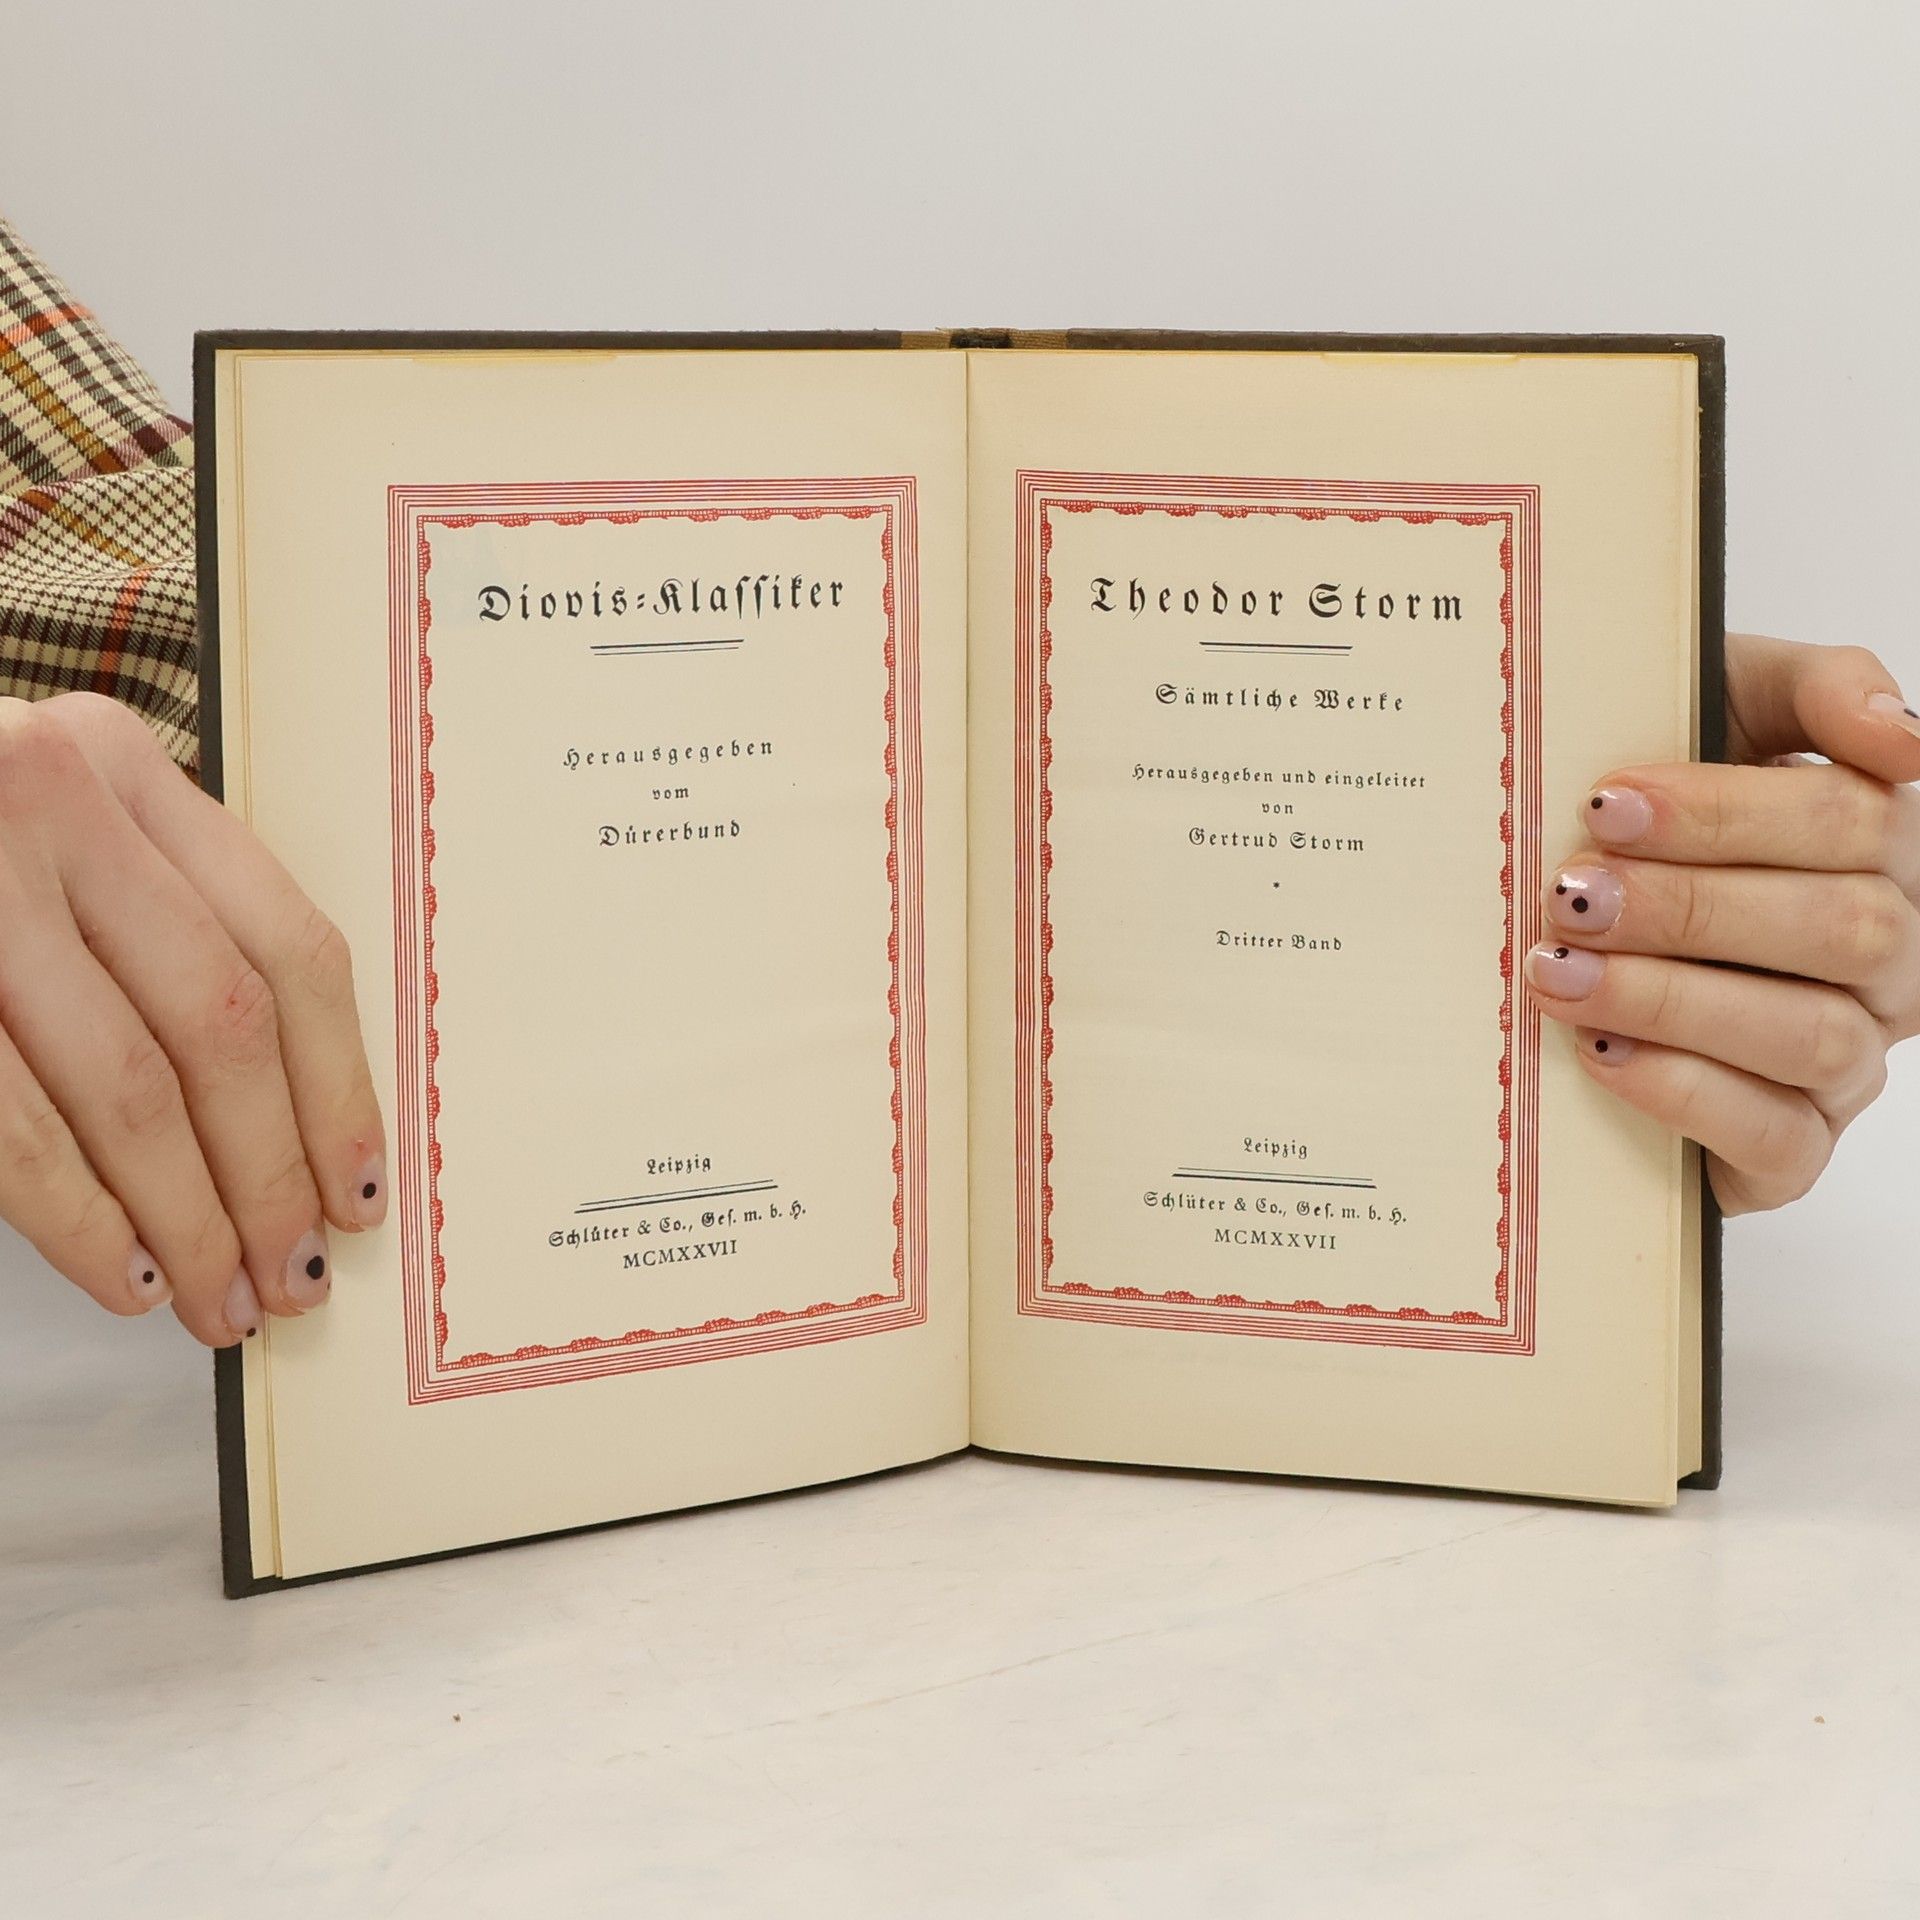 Diovis-Klassiker
Herausgegeben
vom
Dürerbund
Leipzig
Schlüter & Co., Ges. m. b. H.
MCMXXVII
Theodor Storm
Sämtliche Werke
Herausgegeben und eingeleitet
von
Gertrud Storm
*
Dritter Band
Leipzig
Schlüter & Co., Ges. m. b. H.
MCMXXVII